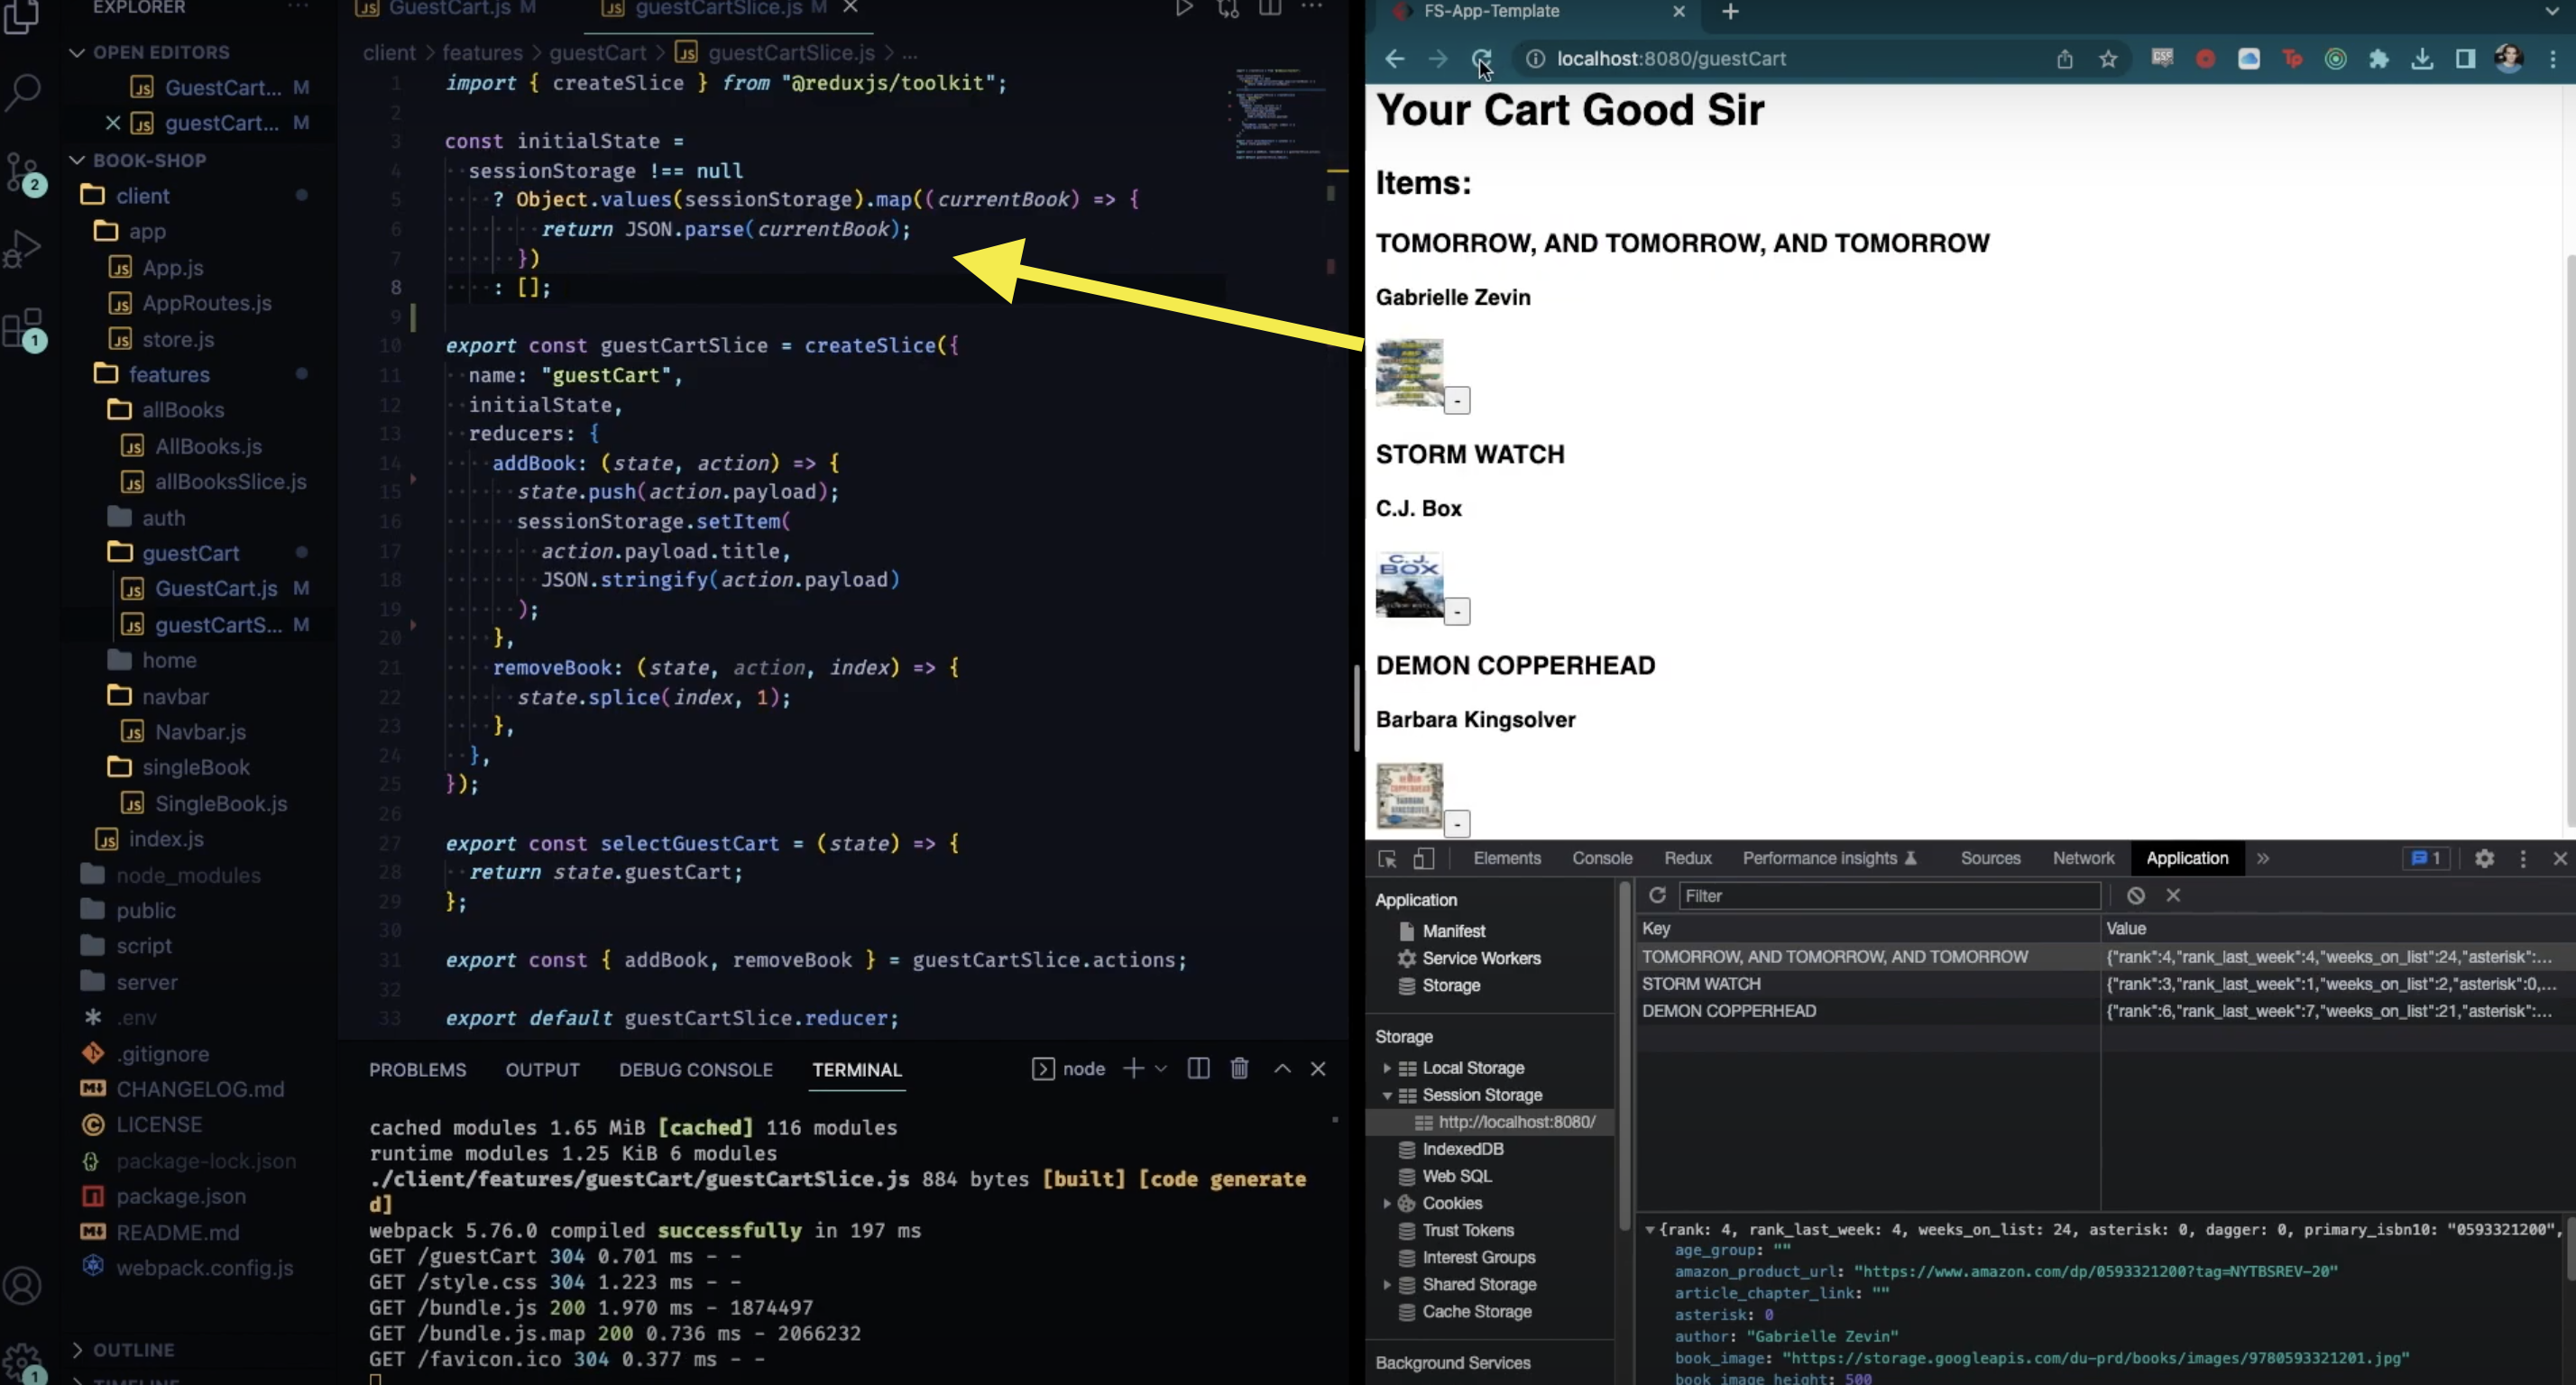 EXPLORER
OPEN EDITORS
GuestCart... M
guestCart... M
BOOK-SHOP
client
app
App.js
AppRoutes.js
store.js
features
allBooks
AllBooks.js
allBooksSlice.js
auth
guestCart
GuestCart.js M
guestCartS... M
home
navbar
Navbar.js
singleBook
SingleBook.js
index.js
node_modules
public
script
server
.env
.gitignore
CHANGELOG.md
LICENSE
package-lock.json
package.json
README.md
webpack.config.js
OUTLINE
TIMELINE
2
1
1
GuestCart.js M
guestCartSlice.js M
client > features > guestCart > JS guestCartSlice.js > ...
1 import { createSlice } from "@reduxjs/toolkit";
2
3 const initialState =
4 sessionStorage !== null
5 ? Object.values(sessionStorage).map((currentBook) => {
6 return JSON.parse(currentBook);
7 })
8 : [];
9
10 export const guestCartSlice = createSlice({
11 name: "guestCart",
12 initialState,
13 reducers: {
14 addBook: (state, action) => {
15 state.push(action.payload);
16 sessionStorage.setItem(
17 action.payload.title,
18 JSON.stringify(action.payload)
19 );
20 },
21 removeBook: (state, action, index) => {
22 state.splice(index, 1);
23 },
24 },
25 });
26
27 export const selectGuestCart = (state) => {
28 return state.guestCart;
29 };
30
31 export const { addBook, removeBook } = guestCartSlice.actions;
32
33 export default guestCartSlice.reducer;
PROBLEMS OUTPUT DEBUG CONSOLE TERMINAL node
cached modules 1.65 MiB [cached] 116 modules
runtime modules 1.25 KiB 6 modules
./client/features/guestCart/guestCartSlice.js 884 bytes [built] [code generate
d]
webpack 5.76.0 compiled successfully in 197 ms
GET /guestCart 304 0.701 ms - -
GET /style.css 304 1.223 ms - -
GET /bundle.js 200 1.970 ms - 1874497
GET /bundle.js.map 200 0.736 ms - 2066232
GET /favicon.ico 304 0.377 ms - -
FS-App-Template
localhost:8080/guestCart
Your Cart Good Sir
Items:
TOMORROW, AND TOMORROW, AND TOMORROW
Gabrielle Zevin
-
STORM WATCH
C.J. Box
C.J.
BOX
-
DEMON COPPERHEAD
Barbara Kingsolver
-
Elements Console Redux Performance insights Sources Network Application 1
Application
Manifest
Service Workers
Storage
Storage
Local Storage
Session Storage
http://localhost:8080/
IndexedDB
Web SQL
Cookies
Trust Tokens
Interest Groups
Shared Storage
Cache Storage
Background Services
Filter
Key Value
TOMORROW, AND TOMORROW, AND TOMORROW {"rank":4,"rank_last_week":4,"weeks_on_list":24,"asterisk":...
STORM WATCH {"rank":3,"rank_last_week":1,"weeks_on_list":2,"asterisk":0,...
DEMON COPPERHEAD {"rank":6,"rank_last_week":7,"weeks_on_list":21,"asterisk":...
{rank: 4, rank_last_week: 4, weeks_on_list: 24, asterisk: 0, dagger: 0, primary_isbn10: "0593321200",
age_group: ""
amazon_product_url: "https://www.amazon.com/dp/0593321200?tag=NYTBSREV-20"
article_chapter_link: ""
asterisk: 0
author: "Gabrielle Zevin"
book_image: "https://storage.googleapis.com/du-prd/books/images/9780593321201.jpg"
book_image_height: 500